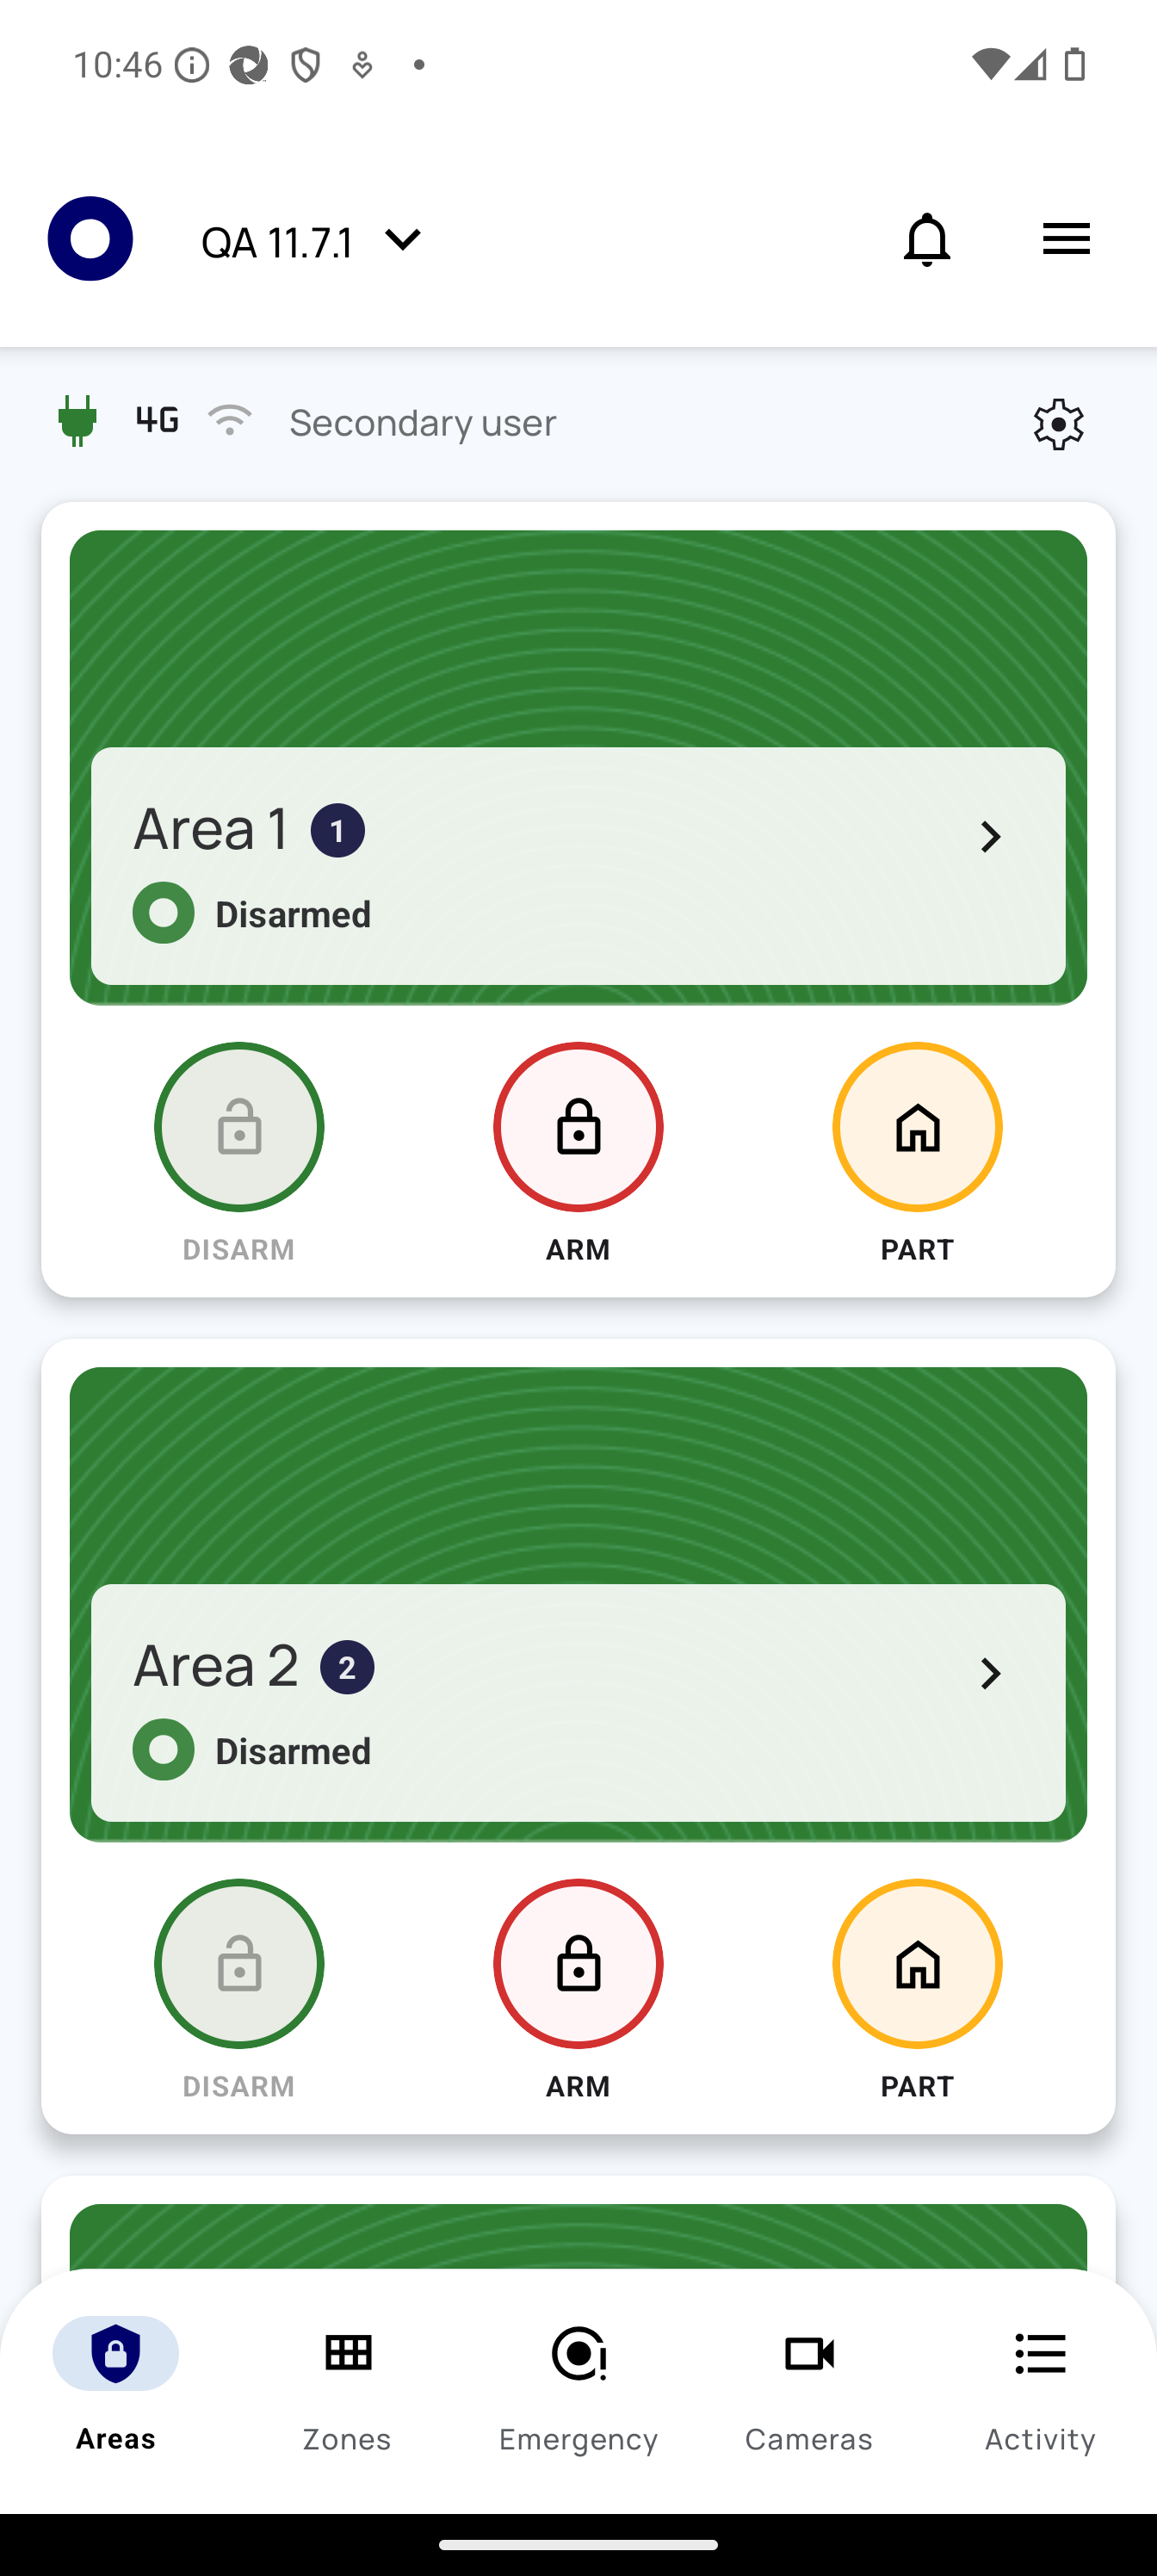 10:46
QA 11.7.1
4G Secondary user
Area 1 1
Disarmed
DISARM ARM PART
Area 2 2
Disarmed
DISARM ARM PART
Areas Zones Emergency Cameras Activity